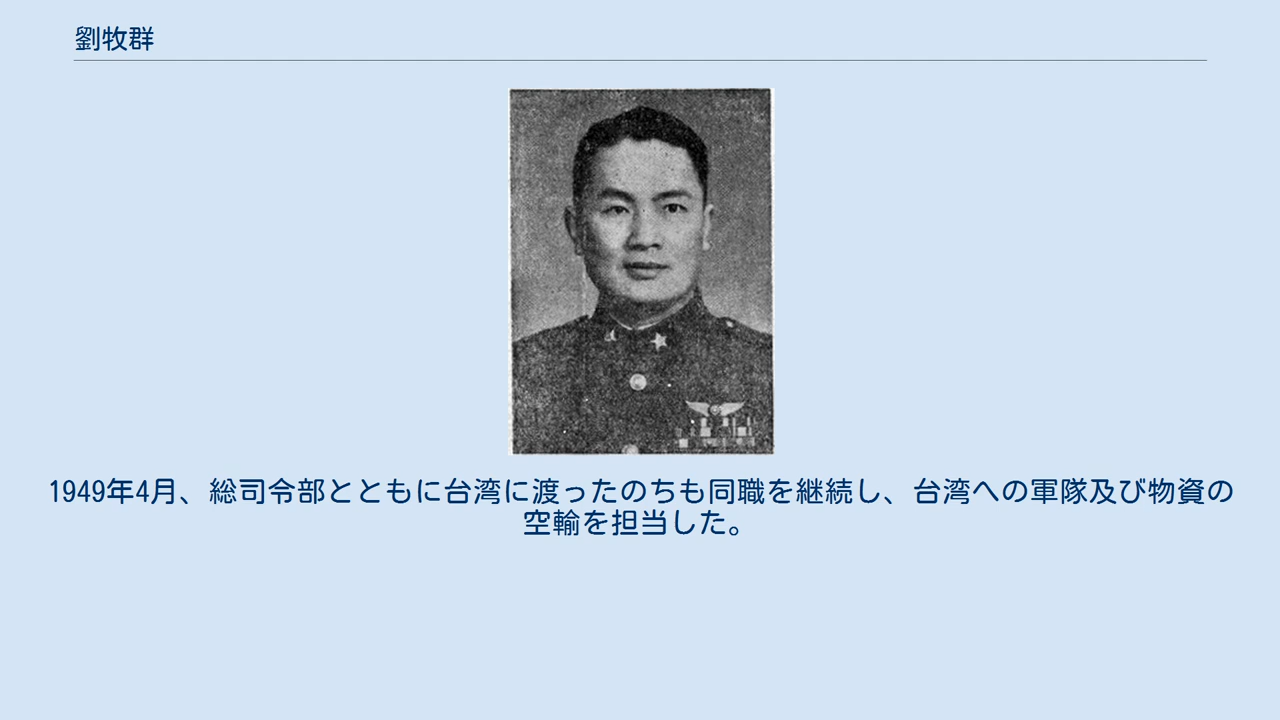 劉牧群
1949年4月、総司令部とともに台湾に渡ったのちも同職を継続し、台湾への軍隊及び物資の
空輸を担当した。